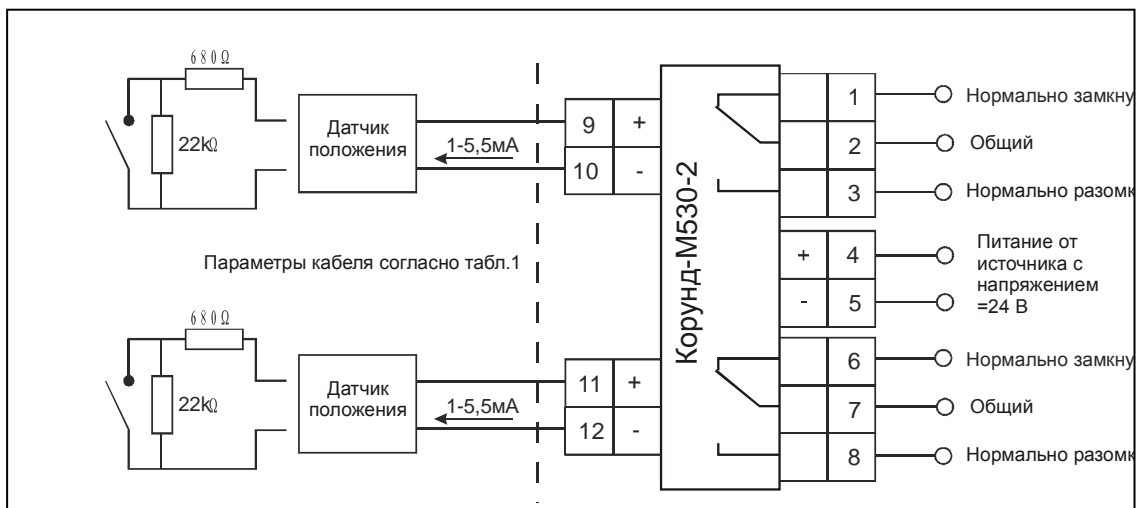 680Ω
22kΩ
Датчик
положения
1-5,5мА
9 +
10 -
Параметры кабеля согласно табл.1
680Ω
22kΩ
Датчик
положения
1-5,5мА
11 +
12 -
Корунд-М530-2
1 Нормально замкну
2 Общий
3 Нормально разомк
+ 4
- 5
Питание от
источника с
напряжением
=24 В
6 Нормально замкну
7 Общий
8 Нормально разомк